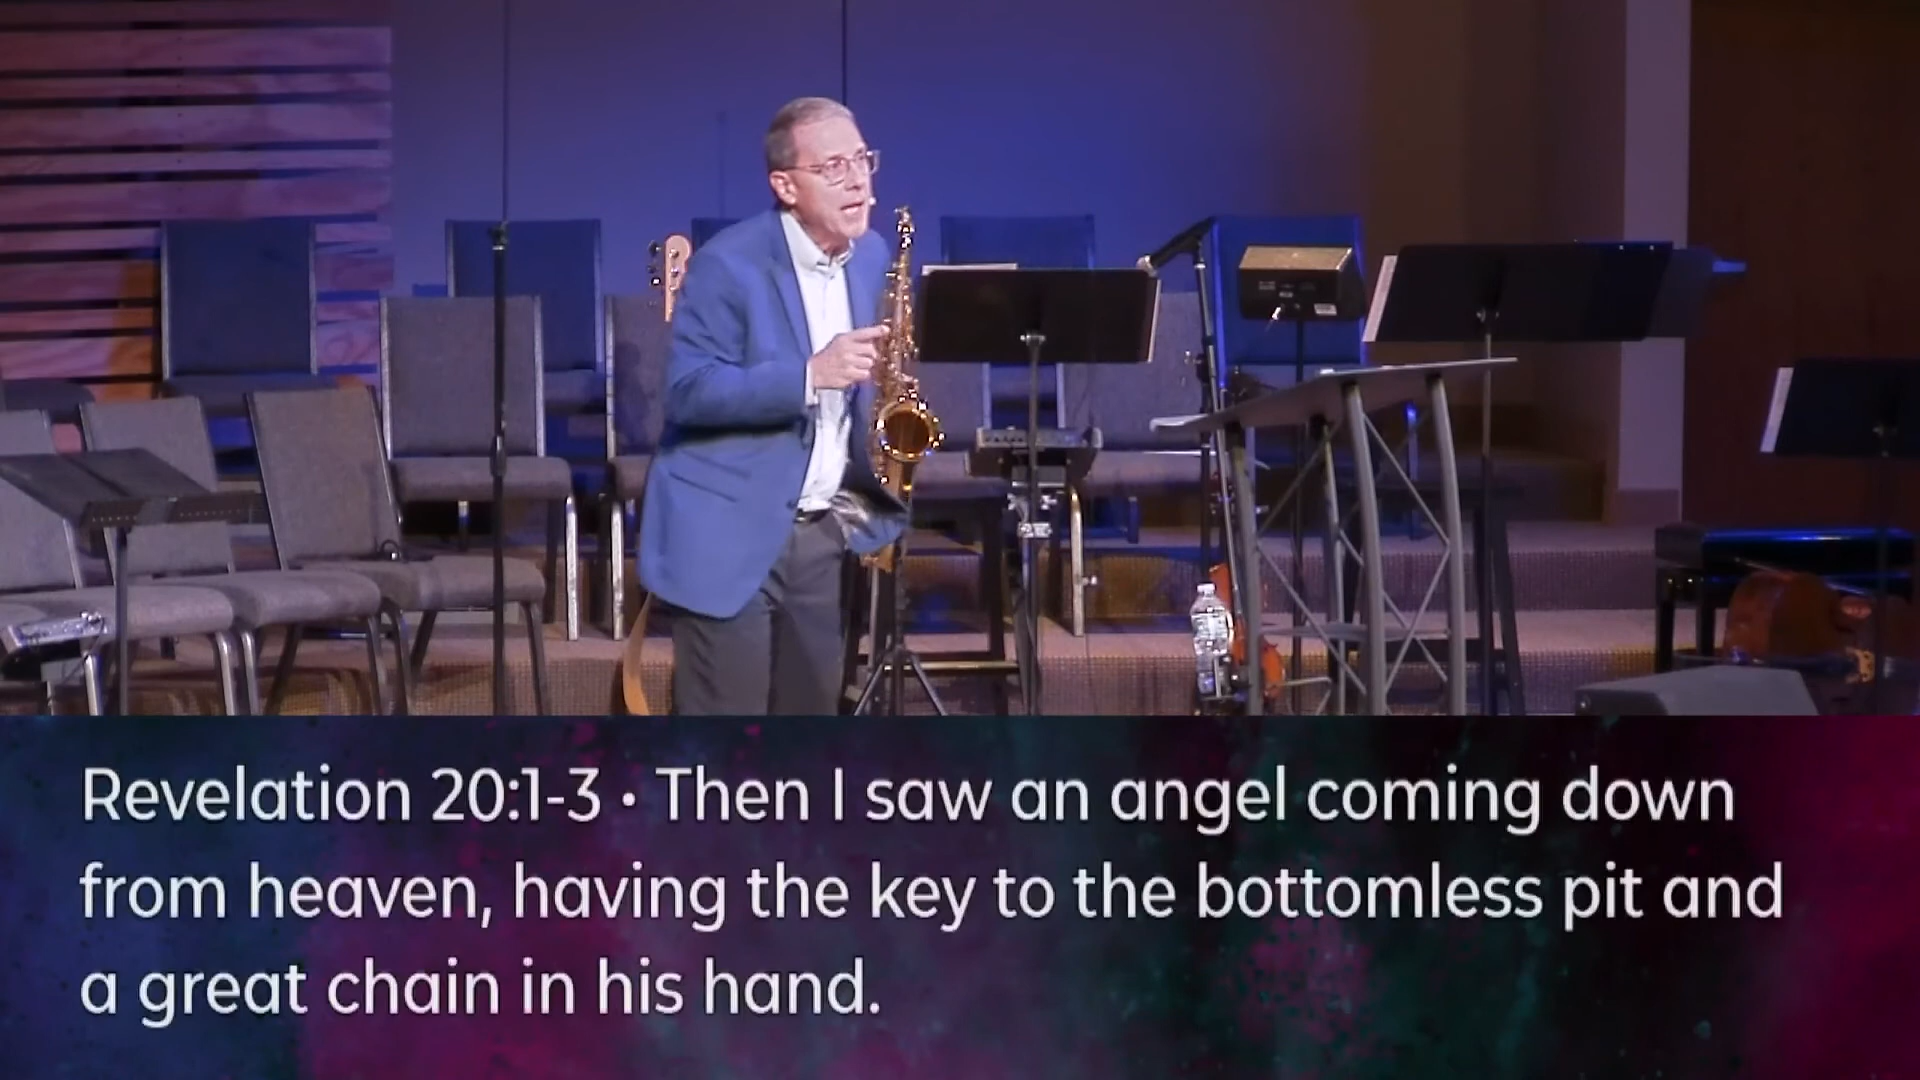 Revelation 20:1-3 • Then I saw an angel coming down
from heaven, having the key to the bottomless pit and
a great chain in his hand.